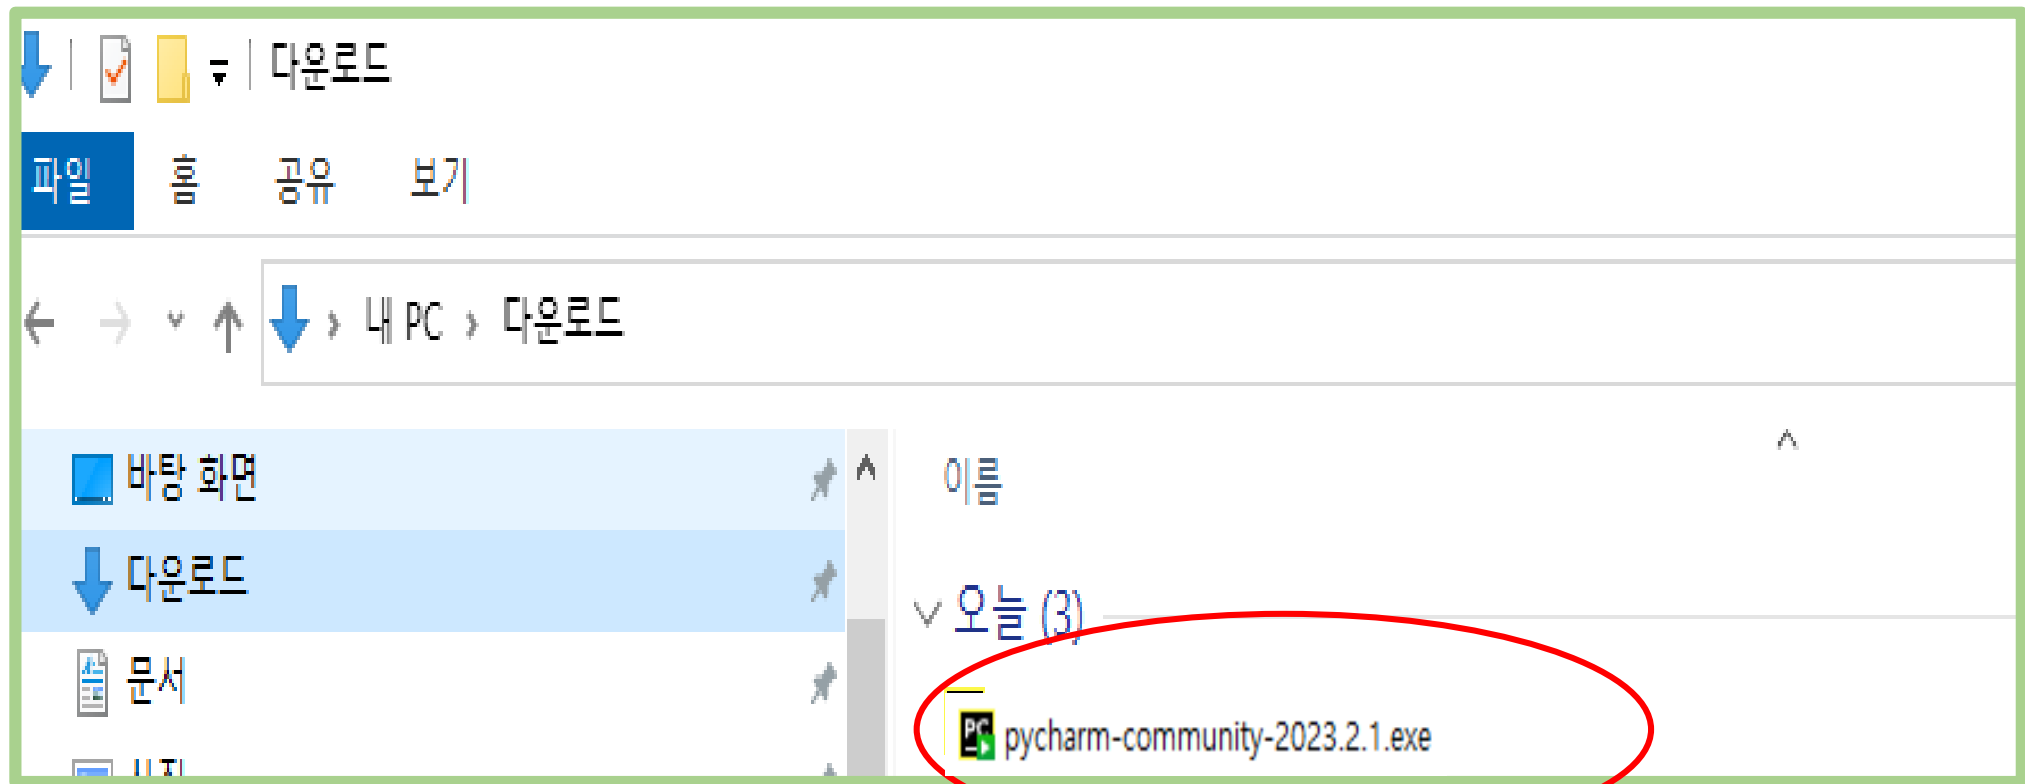 다운로드
파일 홈 공유 보기
내 PC 다운로드
바탕 화면
이름
다운로드
오늘 (3)
문서
pycharm-community-2023.2.1.exe